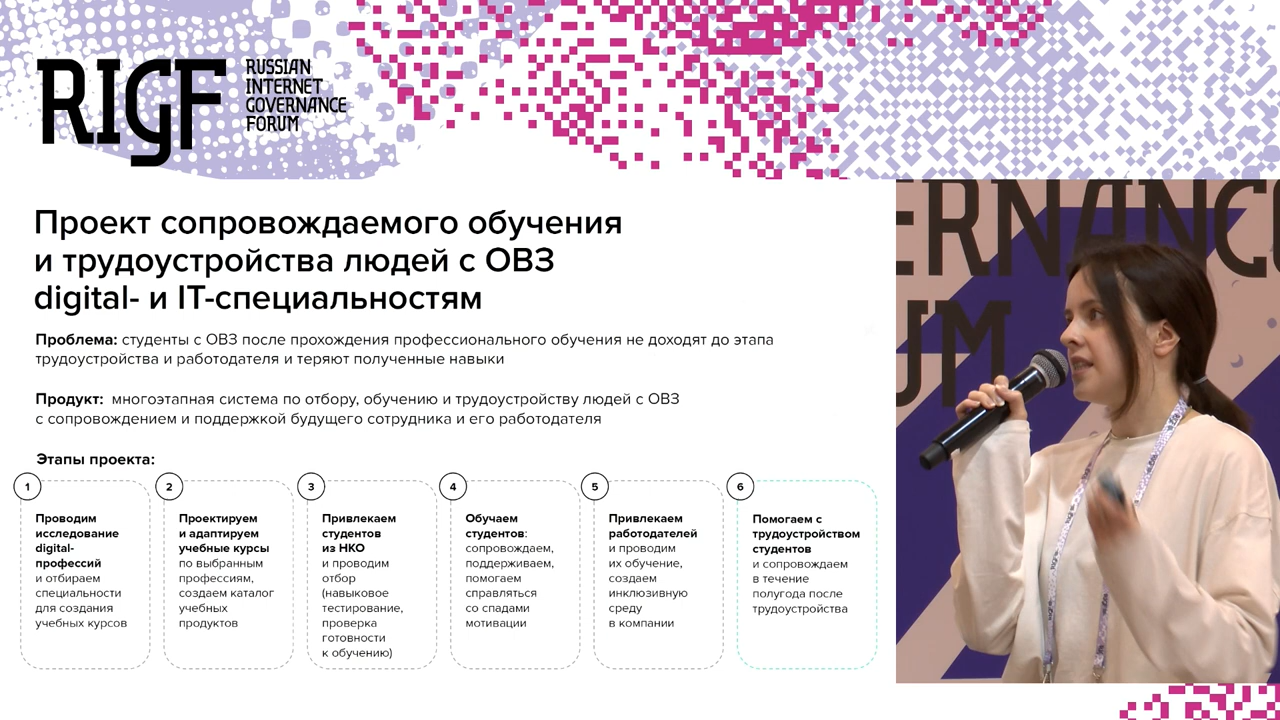 RIGF
RUSSIAN
INTERNET
GOVERNANCE
FORUM
Проект сопровождаемого обучения
и трудоустройства людей с ОВЗ
digital- и IT-специальностям
Проблема: студенты с ОВЗ после прохождения профессионального обучения не доходят до этапа
трудоустройства и работодателя и теряют полученные навыки
Продукт: многоэтапная система по отбору, обучению и трудоустройству людей с ОВЗ
с сопровождением и поддержкой будущего сотрудника и его работодателя
Этапы проекта:
1
Проводим
исследование
digital-
профессий
и отбираем
специальности
для создания
учебных курсов
2
Проектируем
и адаптируем
учебные курсы
по выбранным
профессиям,
создаем каталог
учебных
продуктов
3
Привлекаем
студентов
из НКО
и проводим
отбор
(навыковое
тестирование,
проверка
готовности
к обучению)
4
Обучаем
студентов:
сопровождаем,
поддерживаем,
помогаем
справляться
со спадами
мотивации
5
Привлекаем
работодателей
и проводим
их обучение,
создаем
инклюзивную
среду
в компании
6
Помогаем с
трудоустройством
студентов
и сопровождаем
в течение
полугода после
трудоустройства
ERNANC
UM